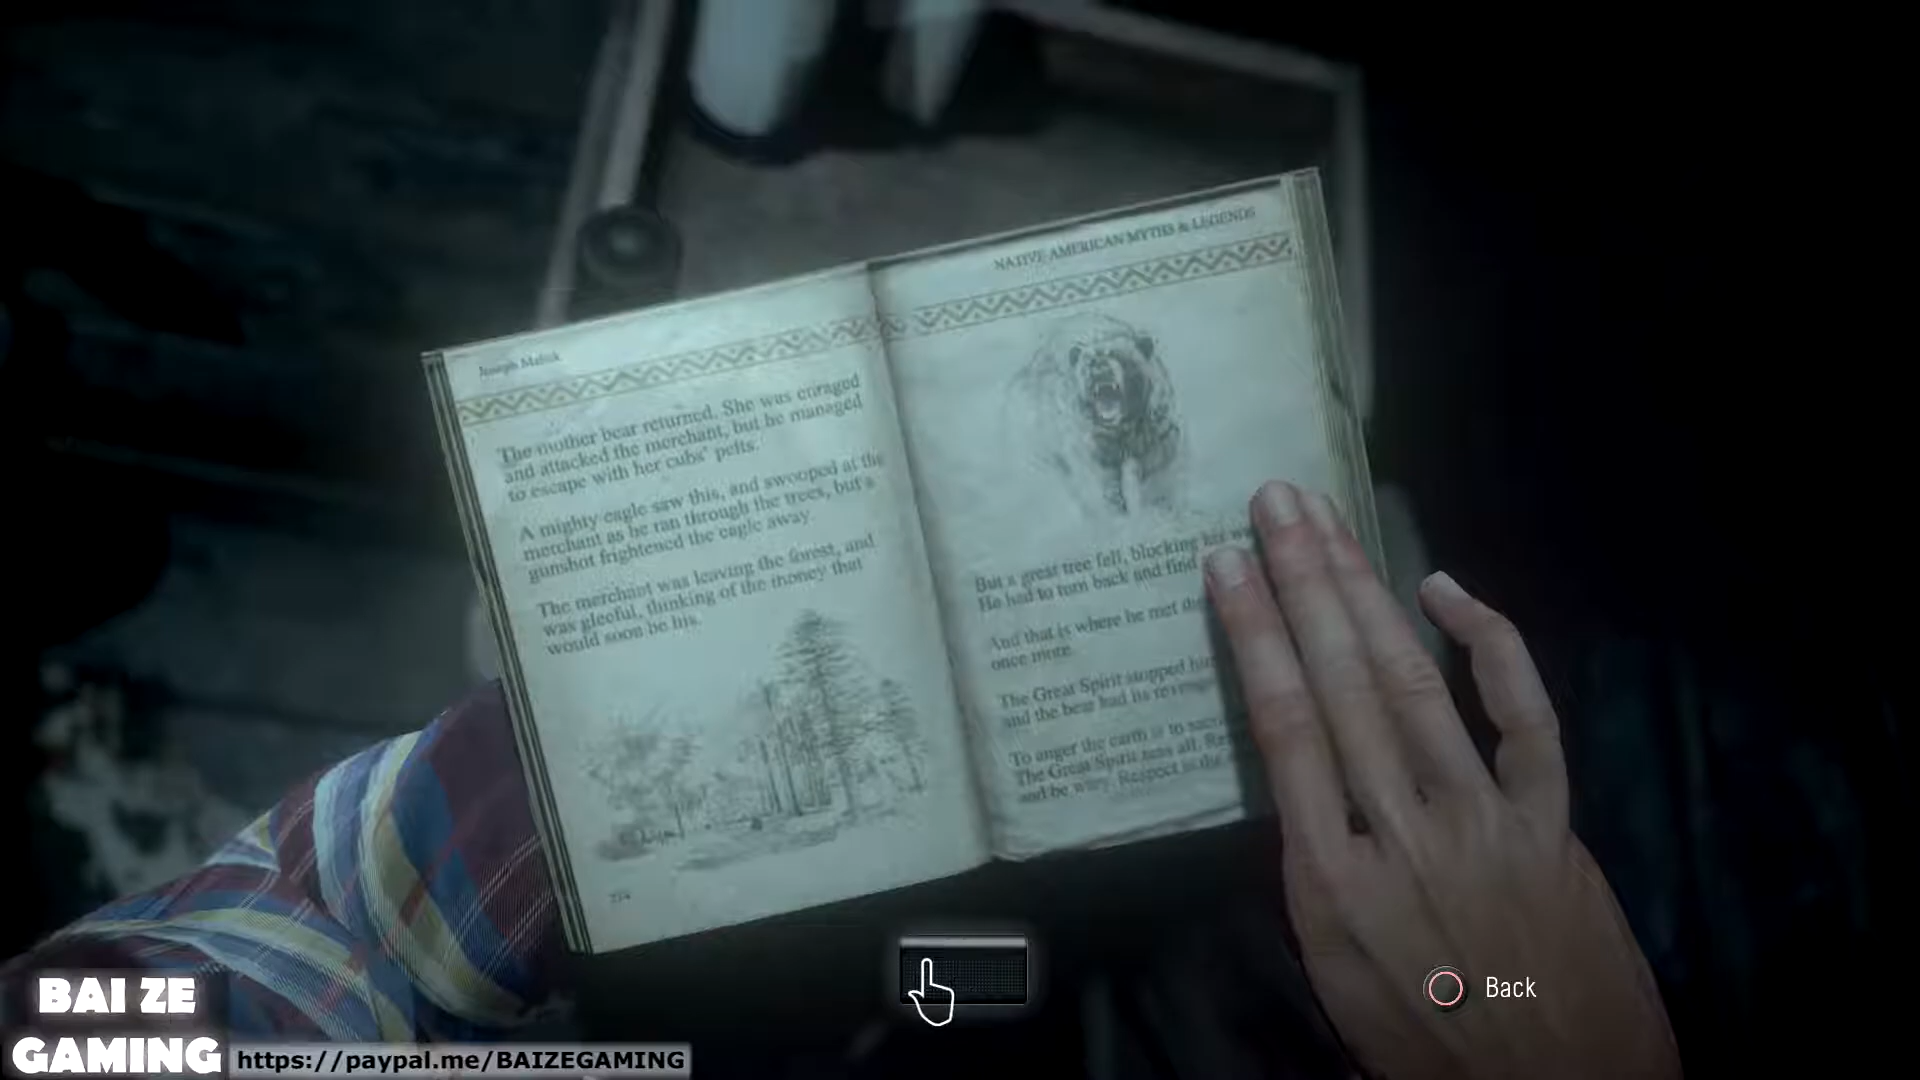 NATIVE AMERICAN MYTHS & LEGENDS
Joseph
The mother bear returned. She was enraged
and attacked the merchant, but he managed
to escape with her cubs' pelts.
A mighty eagle saw this, and swooped at the
merchant as he ran through the trees, but a
gunshot frightened the eagle away.
The merchant was leaving the forest, and
was gleeful, thinking of the money that
would soon be his.
But a great tree fell, blocking his
He had to turn back and find
And that is where he met the
once more.
The Great Spirit stopped him
and the bear had its revenge
To anger the earth is to
The Great Spirit sees all.
and be wary. Respect is the
Back
BAI ZE
GAMING
https://paypal.me/BAIZEGAMING